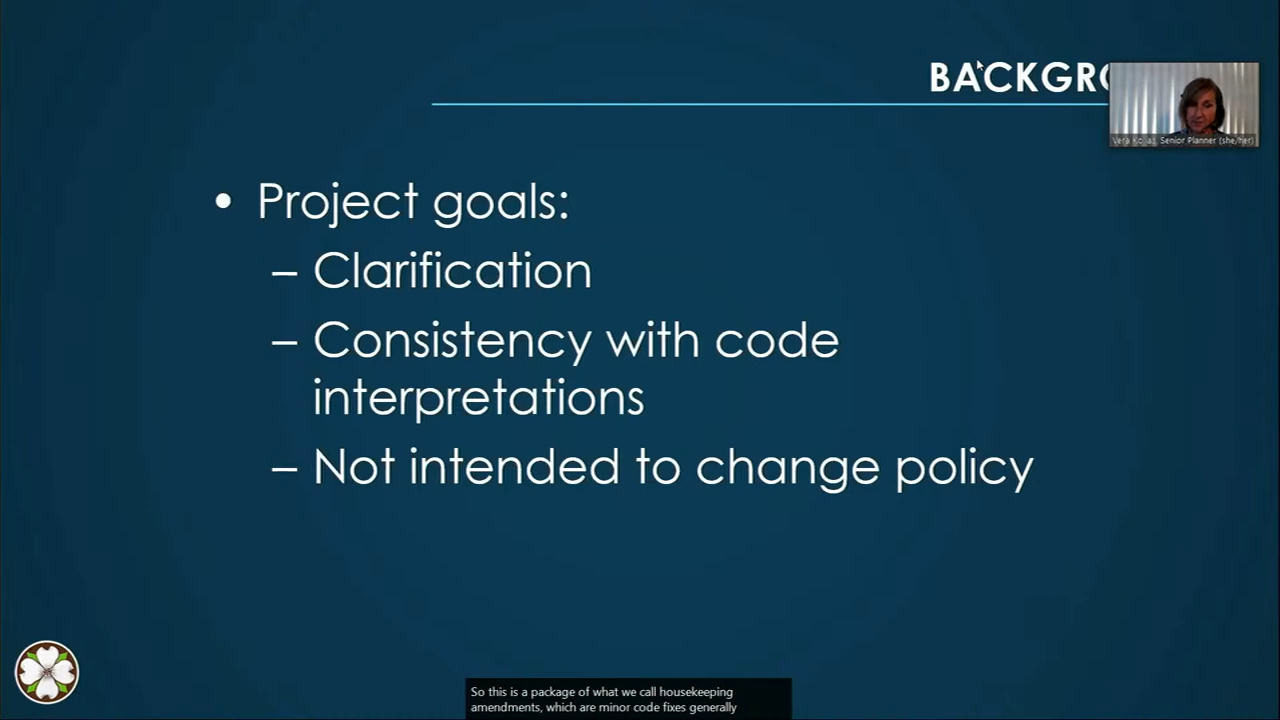 BACKGRO
Vera Kolias, Senior Planner (she/her)
• Project goals:
– Clarification
– Consistency with code
interpretations
– Not intended to change policy
So this is a package of what we call housekeeping
amendments, which are minor code fixes generally